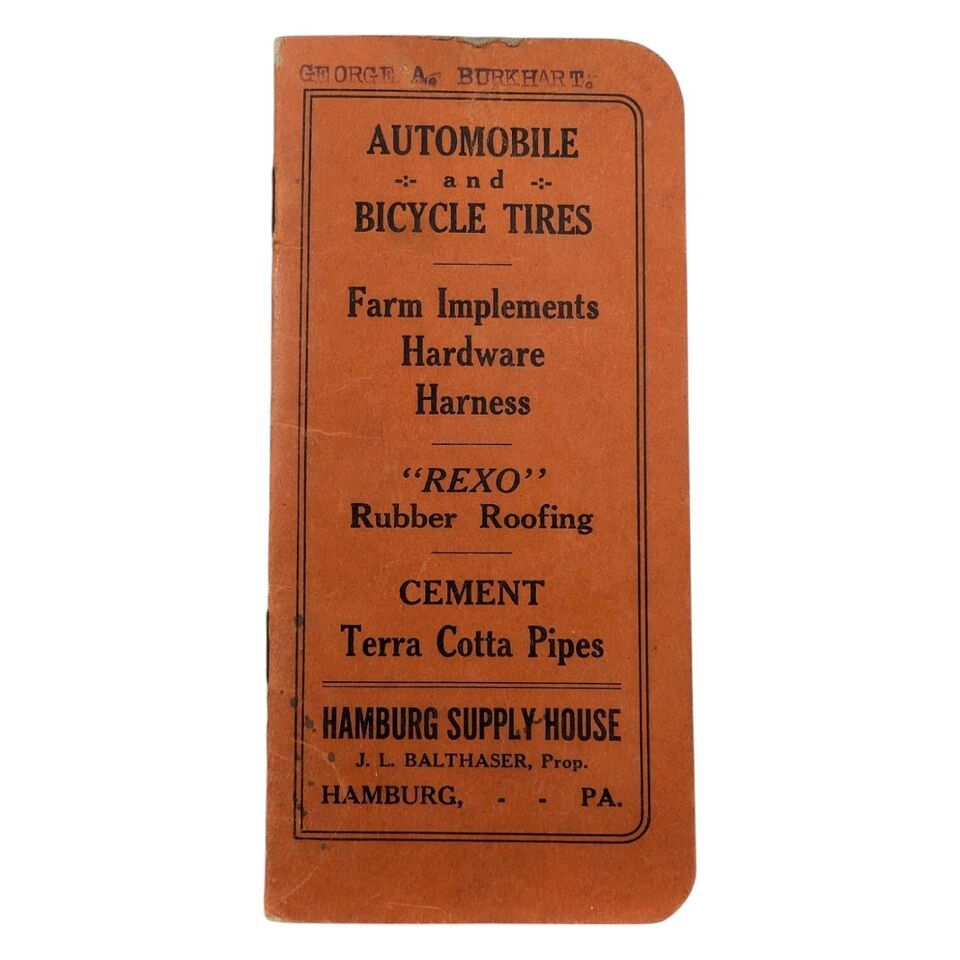 GEORGE A. BURKHART.
AUTOMOBILE
-:- and -:-
BICYCLE TIRES
Farm Implements
Hardware
Harness
"REXO"
Rubber Roofing
CEMENT
Terra Cotta Pipes
HAMBURG SUPPLY HOUSE
J. L. BALTHASER, Prop.
HAMBURG, - - PA.